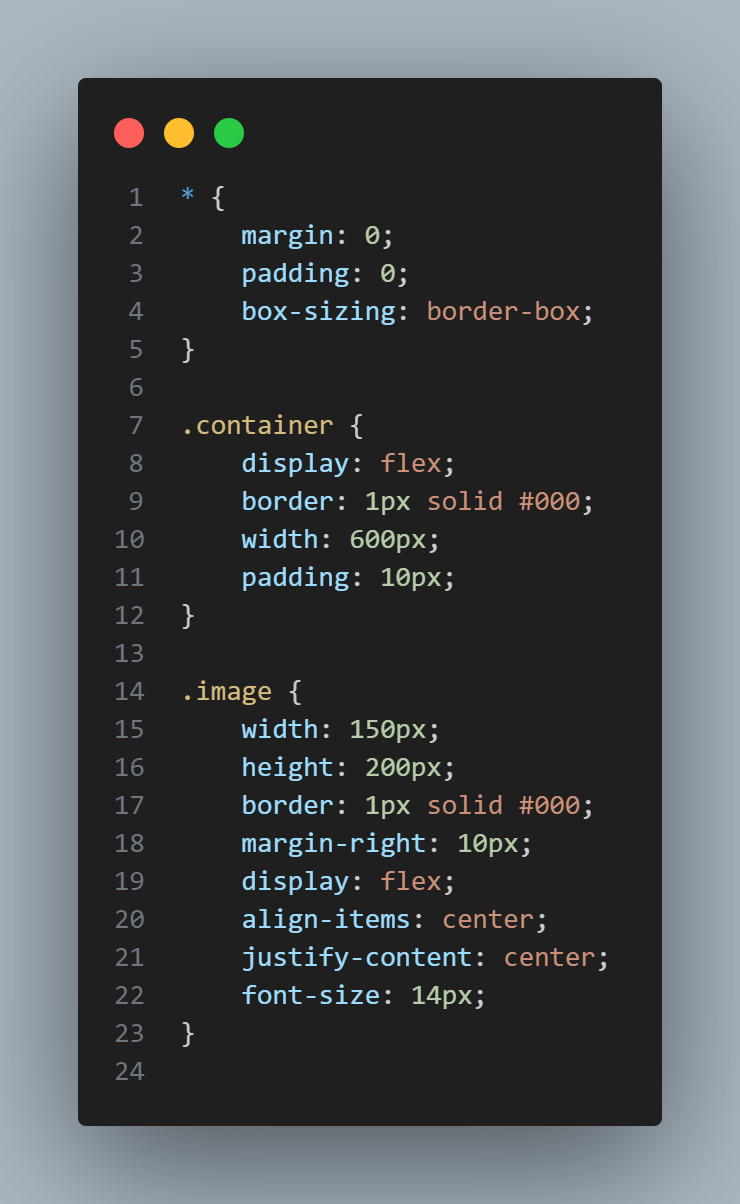 1 * {
2     margin: 0;
3     padding: 0;
4     box-sizing: border-box;
5 }
6
7 .container {
8     display: flex;
9     border: 1px solid #000;
10     width: 600px;
11     padding: 10px;
12 }
13
14 .image {
15     width: 150px;
16     height: 200px;
17     border: 1px solid #000;
18     margin-right: 10px;
19     display: flex;
20     align-items: center;
21     justify-content: center;
22     font-size: 14px;
23 }
24